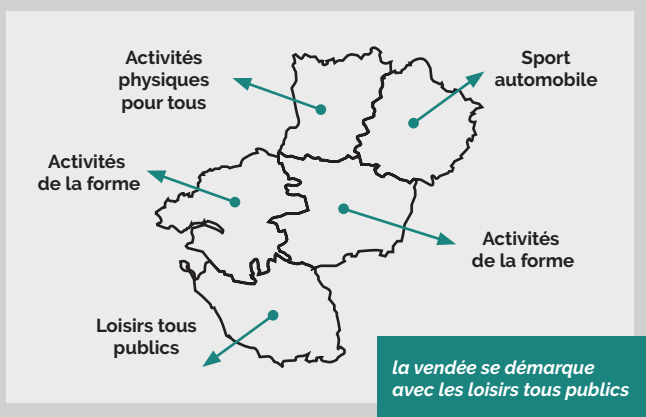 Activités
physiques
pour tous
Sport
automobile
Activités
de la forme
Activités
de la forme
Loisirs tous
publics
la vendée se démarque
avec les loisirs tous publics